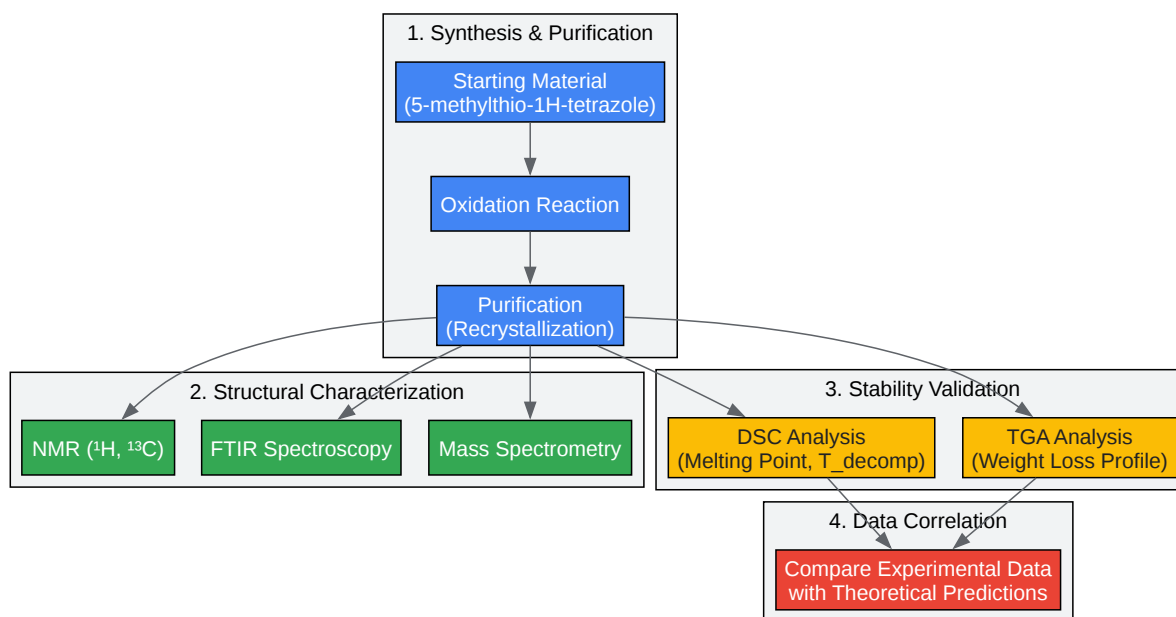 1. Synthesis & Purification
Starting Material
(5-methylthio-1H-tetrazole)
Oxidation Reaction
Purification
(Recrystallization)
2. Structural Characterization
NMR (¹H, ¹³C)
FTIR Spectroscopy
Mass Spectrometry
3. Stability Validation
DSC Analysis
(Melting Point, T_decomp)
TGA Analysis
(Weight Loss Profile)
4. Data Correlation
Compare Experimental Data
with Theoretical Predictions